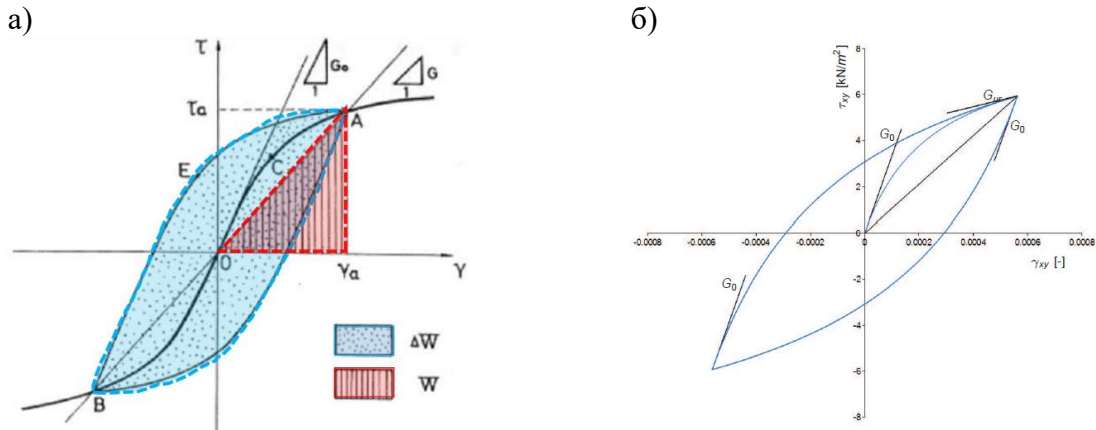 а)
τ
G₀
1
G
1
τa
A
E
C
O
γa
γ
ΔW
W
B
б)
τxy [kN/m²]
8
6
4
2
0
-2
-4
-6
-8
Gur
G₀
G₀
G₀
-0.0008
-0.0006
-0.0004
-0.0002
0
0.0002
0.0004
0.0006
0.0008
γxy [-]